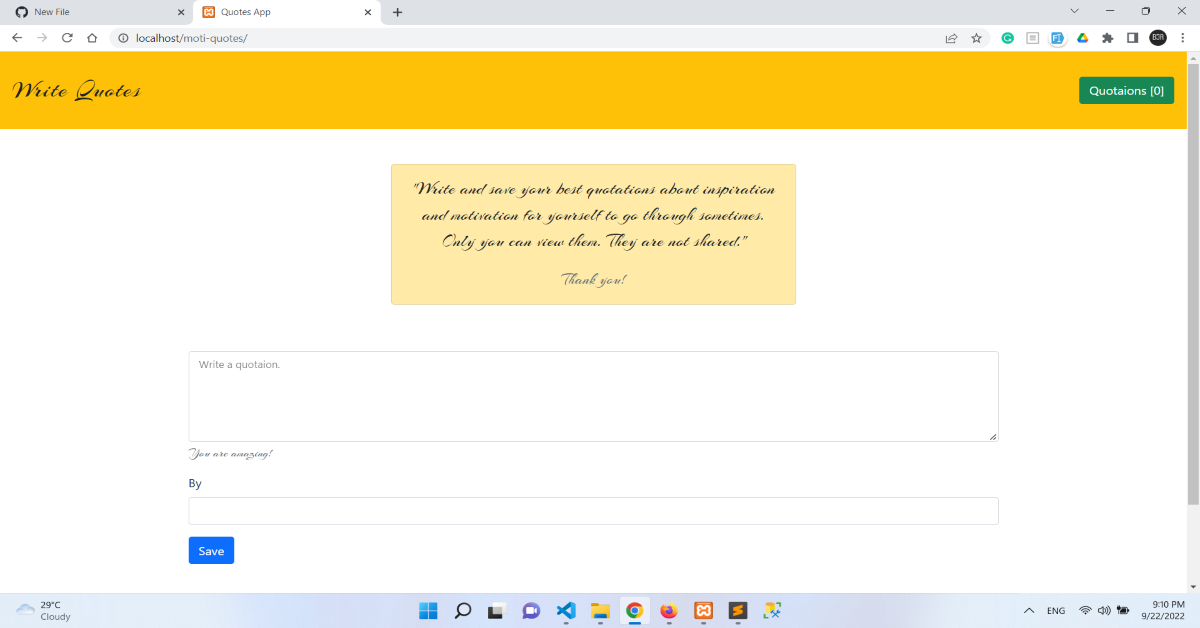 New File
Quotes App
localhost/moti-quotes/
Write Quotes
Quotaions [0]
"Write and save your best quotations about inspiration
and motivation for yourself to go through sometimes.
Only you can view them. They are not shared."
Thank you!
Write a quotaion.
You are amazing!
By
Save
29°C
Cloudy
ENG
9:10 PM
9/22/2022